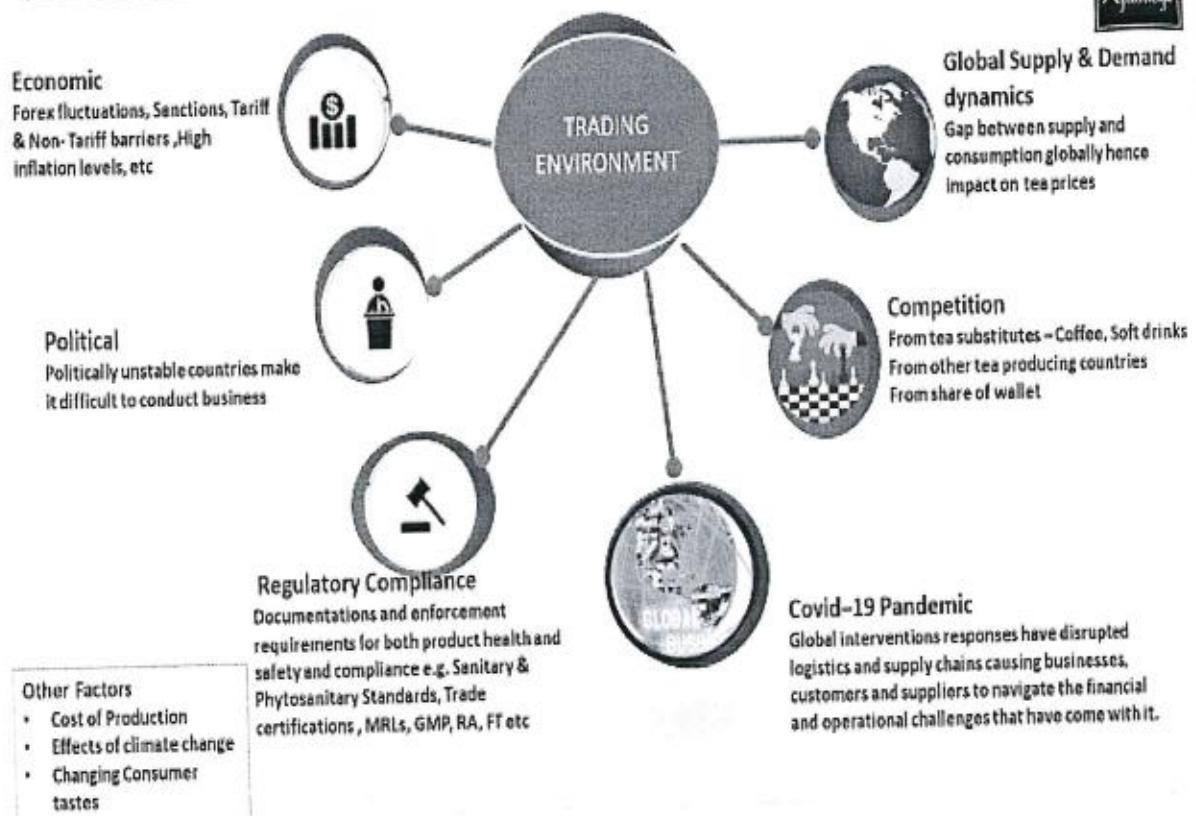 TRADING
ENVIRONMENT
Economic
Forex fluctuations, Sanctions, Tariff
& Non- Tariff barriers ,High
inflation levels, etc
Political
Politically unstable countries make
it difficult to conduct business
Regulatory Compliance
Documentations and enforcement
requirements for both product health and
safety and compliance e.g. Sanitary &
Phytosanitary Standards, Trade
certifications , MRLs, GMP, RA, FT etc
Other Factors
• Cost of Production
• Effects of climate change
• Changing Consumer
tastes
Global Supply & Demand
dynamics
Gap between supply and
consumption globally hence
impact on tea prices
Competition
From tea substitutes – Coffee, Soft drinks
From other tea producing countries
From share of wallet
GLOBAL
Covid–19 Pandemic
Global interventions responses have disrupted
logistics and supply chains causing businesses,
customers and suppliers to navigate the financial
and operational challenges that have come with it.